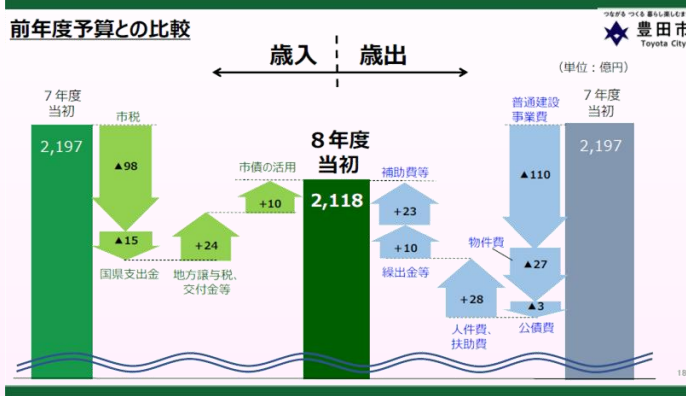 前年度予算との比較
つながる つくる 暮らし楽しむまち
豊田市
Toyota City
歳入
歳出
（単位：億円）
７年度
当初
2,197
市税
▲98
▲15
国県支出金
+24
地方譲与税、
交付金等
市債の活用
+10
８年度
当初
2,118
補助費等
+23
+10
繰出金等
+28
人件費、
扶助費
普通建設
事業費
▲110
物件費
▲27
▲3
公債費
７年度
当初
2,197
18